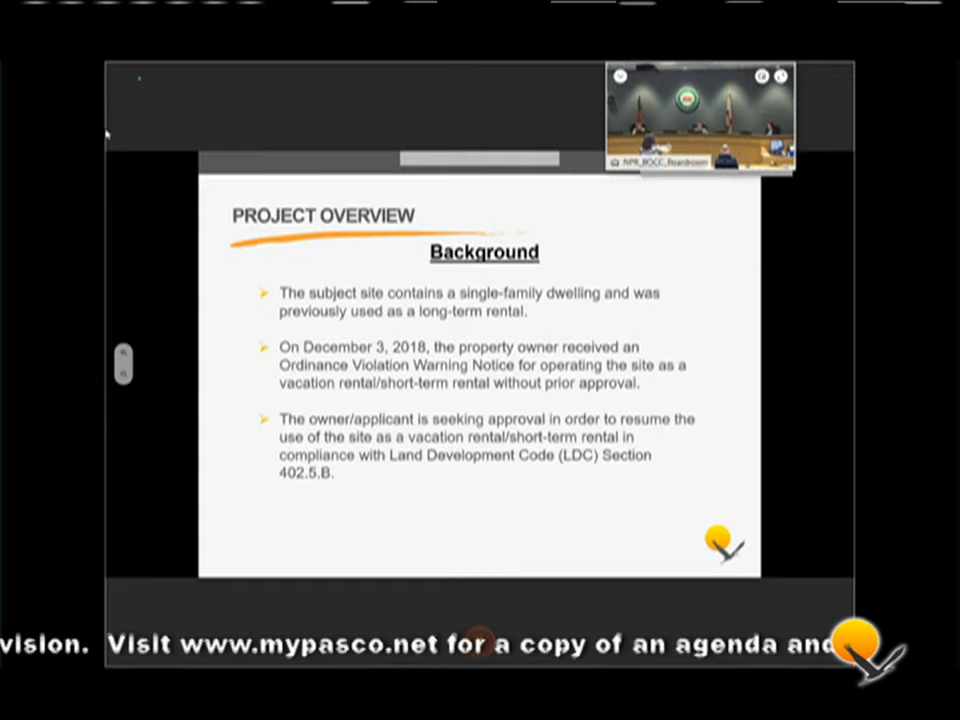 NPR_BOCC_Boardroom
PROJECT OVERVIEW
Background
The subject site contains a single-family dwelling and was
previously used as a long-term rental.
On December 3, 2018, the property owner received an
Ordinance Violation Warning Notice for operating the site as a
vacation rental/short-term rental without prior approval.
The owner/applicant is seeking approval in order to resume the
use of the site as a vacation rental/short-term rental in
compliance with Land Development Code (LDC) Section
402.5.B.
vision. Visit www.mypasco.net for a copy of an agenda and